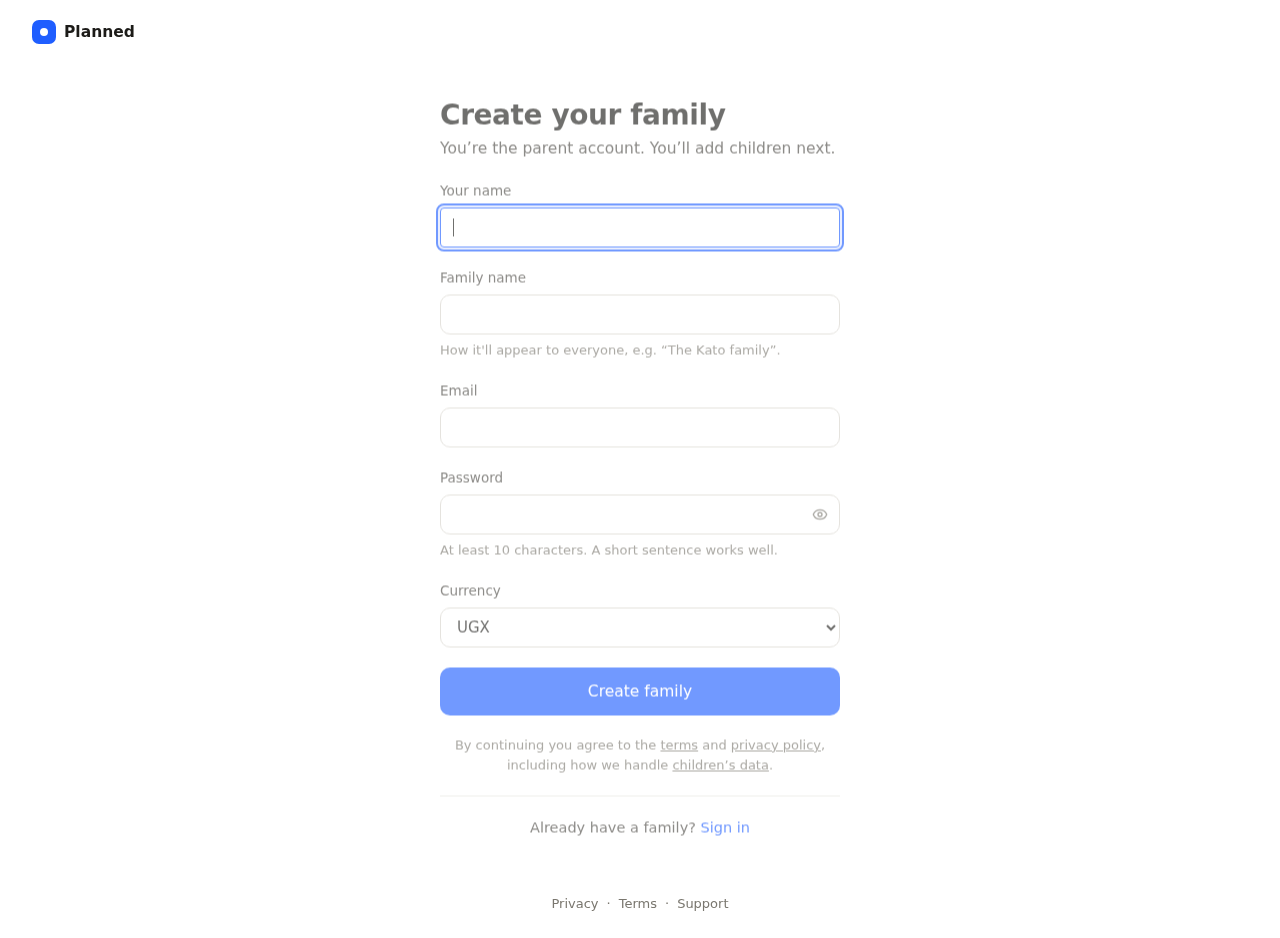 Planned
Create your family
You’re the parent account. You’ll add children next.
Your name
Family name
How it'll appear to everyone, e.g. “The Kato family”.
Email
Password
At least 10 characters. A short sentence works well.
Currency
UGX
Create family
By continuing you agree to the terms and privacy policy,
including how we handle children’s data.
Already have a family? Sign in
Privacy · Terms · Support